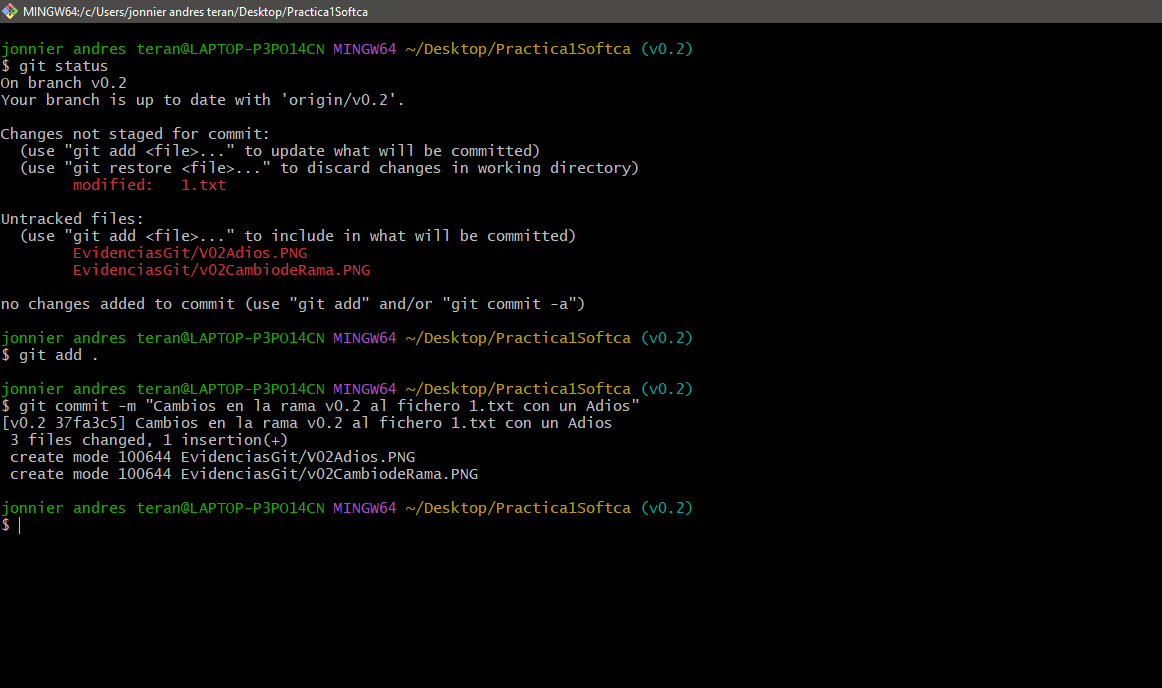 MINGW64:/c/Users/jonnier andres teran/Desktop/Practica1Softca
jonnier andres teran@LAPTOP-P3PO14CN MINGW64 ~/Desktop/Practica1Softca (v0.2)
$ git status
On branch v0.2
Your branch is up to date with 'origin/v0.2'.
Changes not staged for commit:
  (use "git add <file>..." to update what will be committed)
  (use "git restore <file>..." to discard changes in working directory)
        modified:   1.txt
Untracked files:
  (use "git add <file>..." to include in what will be committed)
        EvidenciasGit/V02Adios.PNG
        EvidenciasGit/v02CambiodeRama.PNG
no changes added to commit (use "git add" and/or "git commit -a")
jonnier andres teran@LAPTOP-P3PO14CN MINGW64 ~/Desktop/Practica1Softca (v0.2)
$ git add .
jonnier andres teran@LAPTOP-P3PO14CN MINGW64 ~/Desktop/Practica1Softca (v0.2)
$ git commit -m "Cambios en la rama v0.2 al fichero 1.txt con un Adios"
[v0.2 37fa3c5] Cambios en la rama v0.2 al fichero 1.txt con un Adios
 3 files changed, 1 insertion(+)
 create mode 100644 EvidenciasGit/V02Adios.PNG
 create mode 100644 EvidenciasGit/v02CambiodeRama.PNG
jonnier andres teran@LAPTOP-P3PO14CN MINGW64 ~/Desktop/Practica1Softca (v0.2)
$